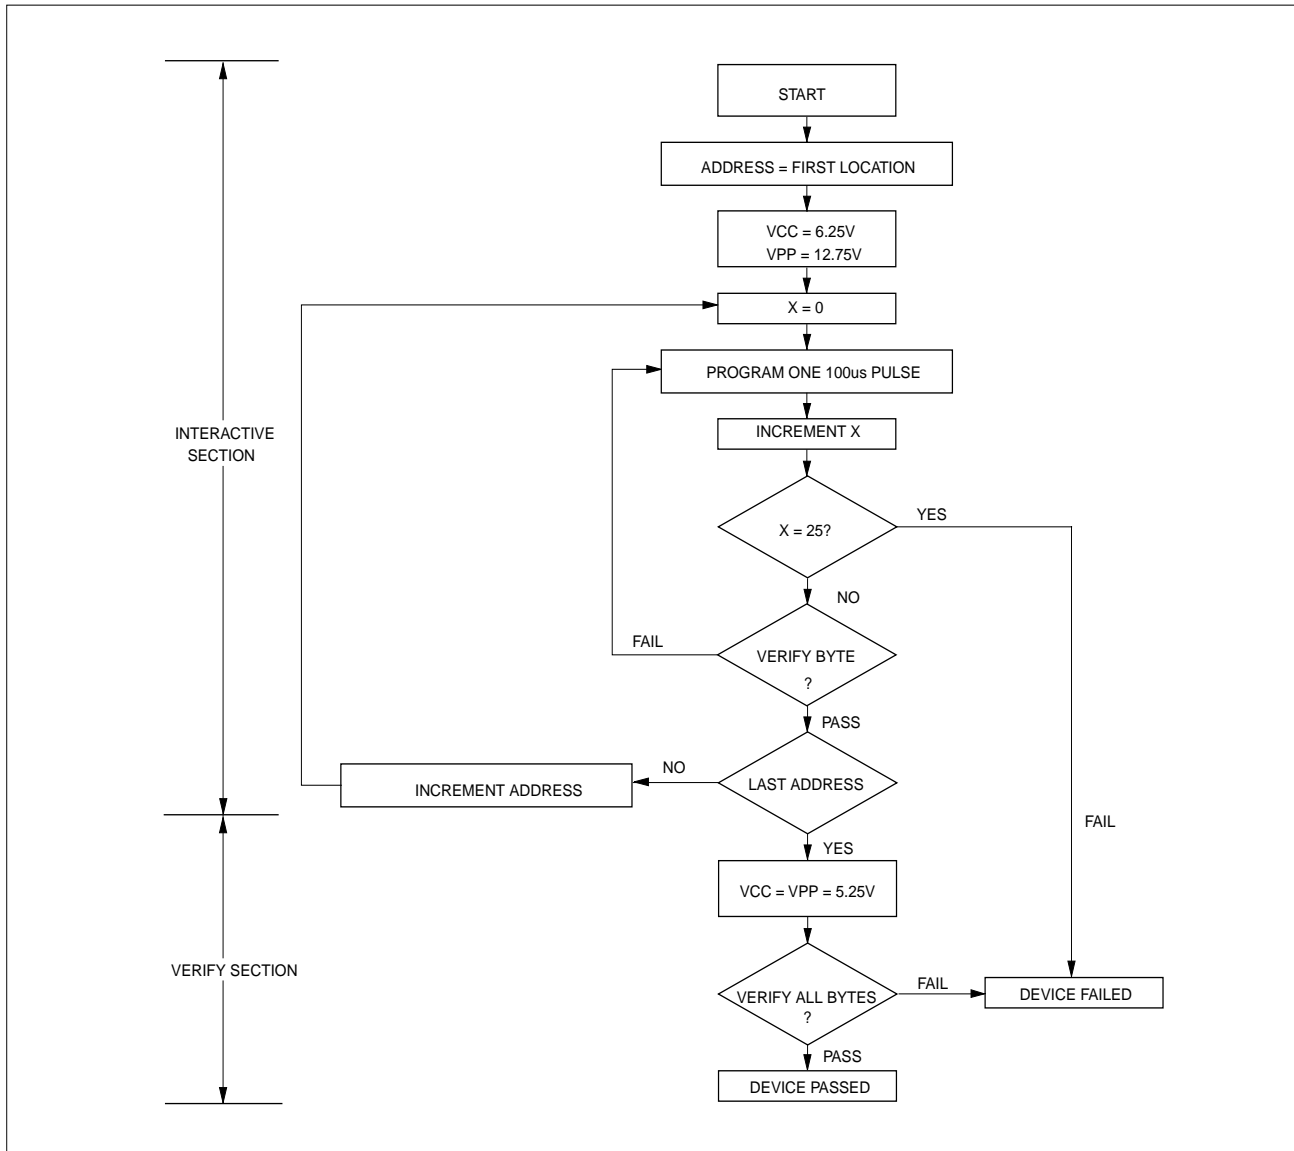 START
ADDRESS = FIRST LOCATION
VCC = 6.25V
VPP = 12.75V
X = 0
PROGRAM ONE 100us PULSE
INCREMENT X
INTERACTIVE
SECTION
X = 25?
YES
NO
FAIL
VERIFY BYTE
?
PASS
NO
LAST ADDRESS
INCREMENT ADDRESS
FAIL
YES
VCC = VPP = 5.25V
VERIFY SECTION
VERIFY ALL BYTES
?
FAIL
DEVICE FAILED
PASS
DEVICE PASSED